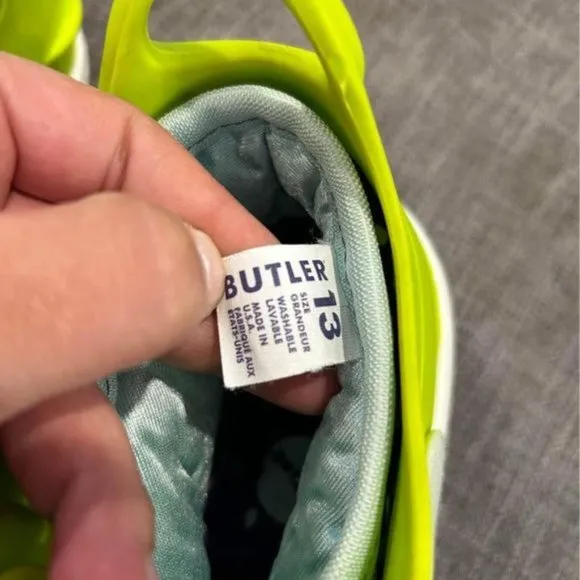 BUTLER
SIZE
GRANDEUR
13
WASHABLE
LAVABLE
MADE IN
U.S.A.
FABRIQUE AUX
ETATS-UNIS